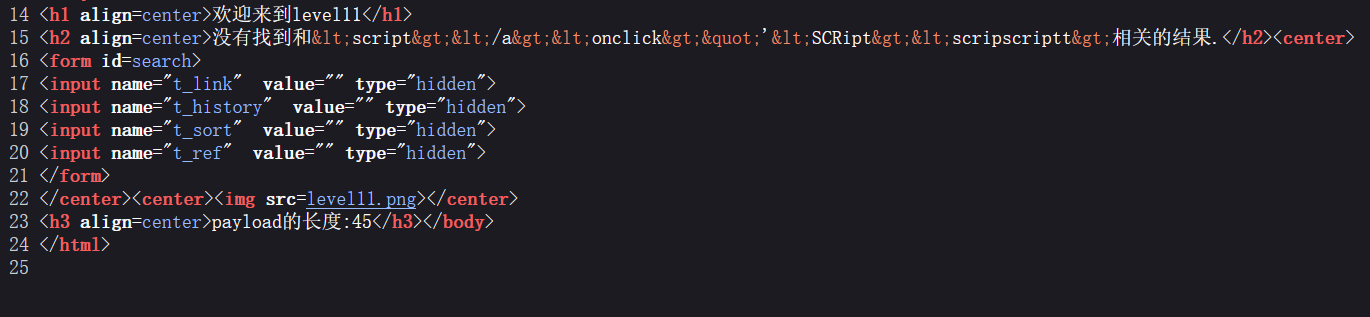 14 <h1 align=center>欢迎来到level11</h1>
15 <h2 align=center>没有找到和&lt;script&gt;&lt;/a&gt;&lt;onclick&gt;&quot;'&lt;SCRipt&gt;&lt;scripscriptt&gt;相关的结果.</h2><center>
16 <form id=search>
17 <input name="t_link"  value="" type="hidden">
18 <input name="t_history"  value="" type="hidden">
19 <input name="t_sort"  value="" type="hidden">
20 <input name="t_ref"  value="" type="hidden">
21 </form>
22 </center><center><img src=level11.png></center>
23 <h3 align=center>payload的长度:45</h3></body>
24 </html>
25